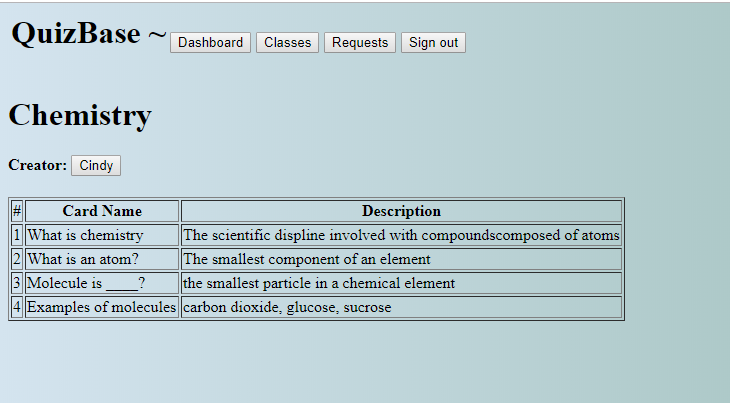 QuizBase ~ Dashboard Classes Requests Sign out
Chemistry
Creator: Cindy
# Card Name Description
1 What is chemistry The scientific displine involved with compoundscomposed of atoms
2 What is an atom? The smallest component of an element
3 Molecule is ____? the smallest particle in a chemical element
4 Examples of molecules carbon dioxide, glucose, sucrose